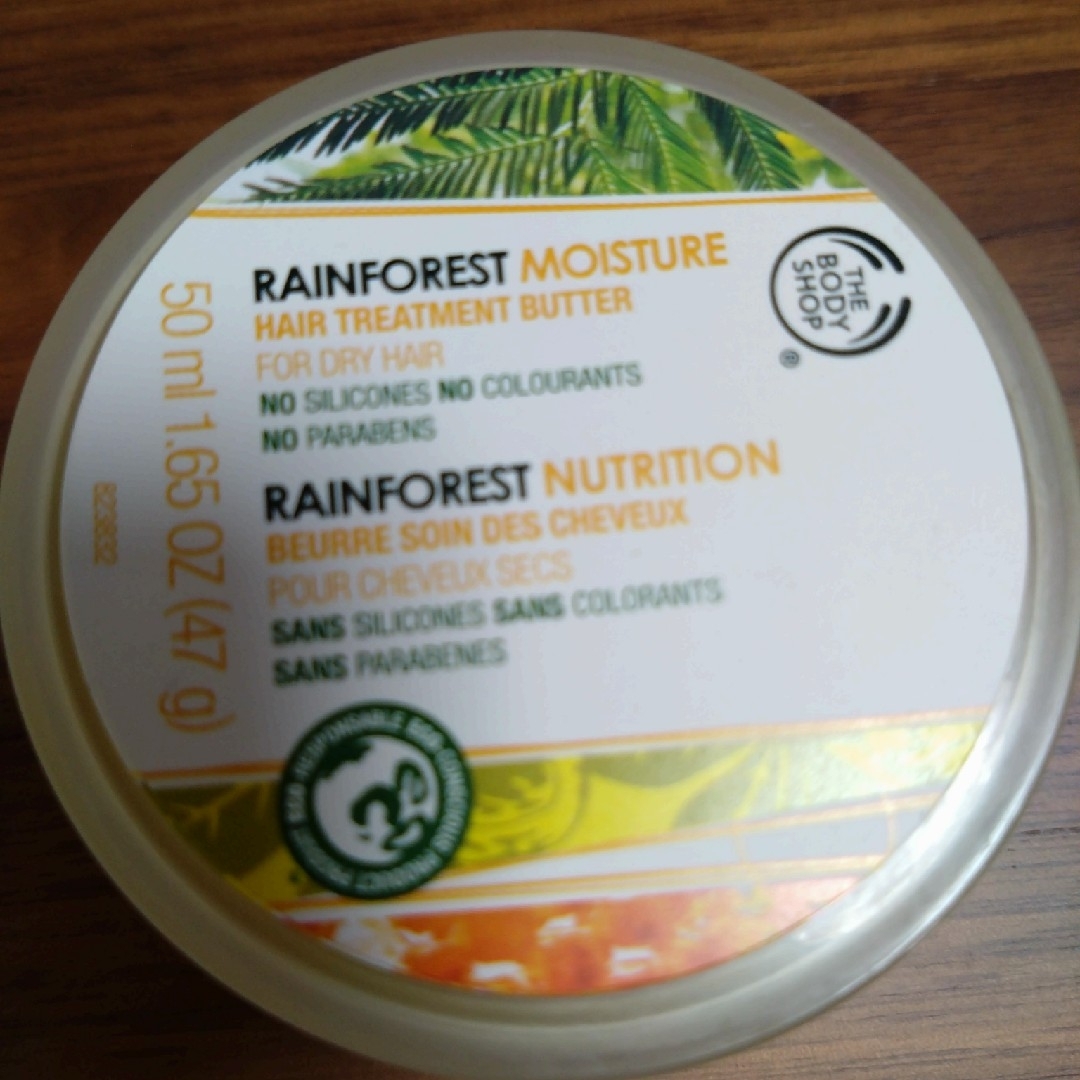 RAINFOREST MOISTURE
HAIR TREATMENT BUTTER
FOR DRY HAIR
NO SILICONES NO COLOURANTS
NO PARABENS
RAINFOREST NUTRITION
BEURRE SOIN DES CHEVEUX
POUR CHEVEUX SECS
SANS SILICONES SANS COLORANTS
SANS PARABENES
THE
BODY
SHOP
®
50 ml 1.65 OZ (47 g)